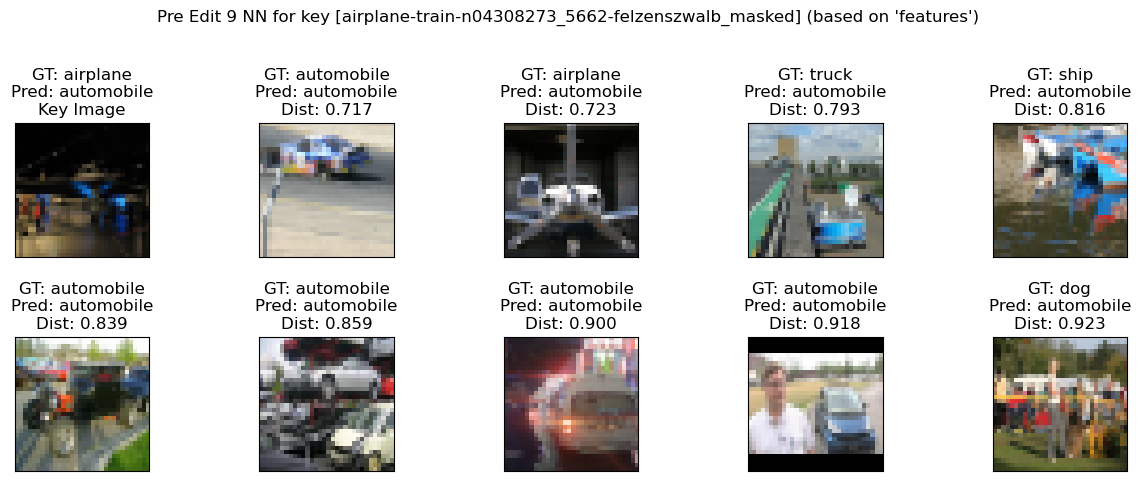 Pre Edit 9 NN for key [airplane-train-n04308273_5662-felzenszwalb_masked] (based on 'features')
GT: airplane
Pred: automobile
Key Image
GT: automobile
Pred: automobile
Dist: 0.717
GT: airplane
Pred: automobile
Dist: 0.723
GT: truck
Pred: automobile
Dist: 0.793
GT: ship
Pred: automobile
Dist: 0.816
GT: automobile
Pred: automobile
Dist: 0.839
GT: automobile
Pred: automobile
Dist: 0.859
GT: automobile
Pred: automobile
Dist: 0.900
GT: automobile
Pred: automobile
Dist: 0.918
GT: dog
Pred: automobile
Dist: 0.923